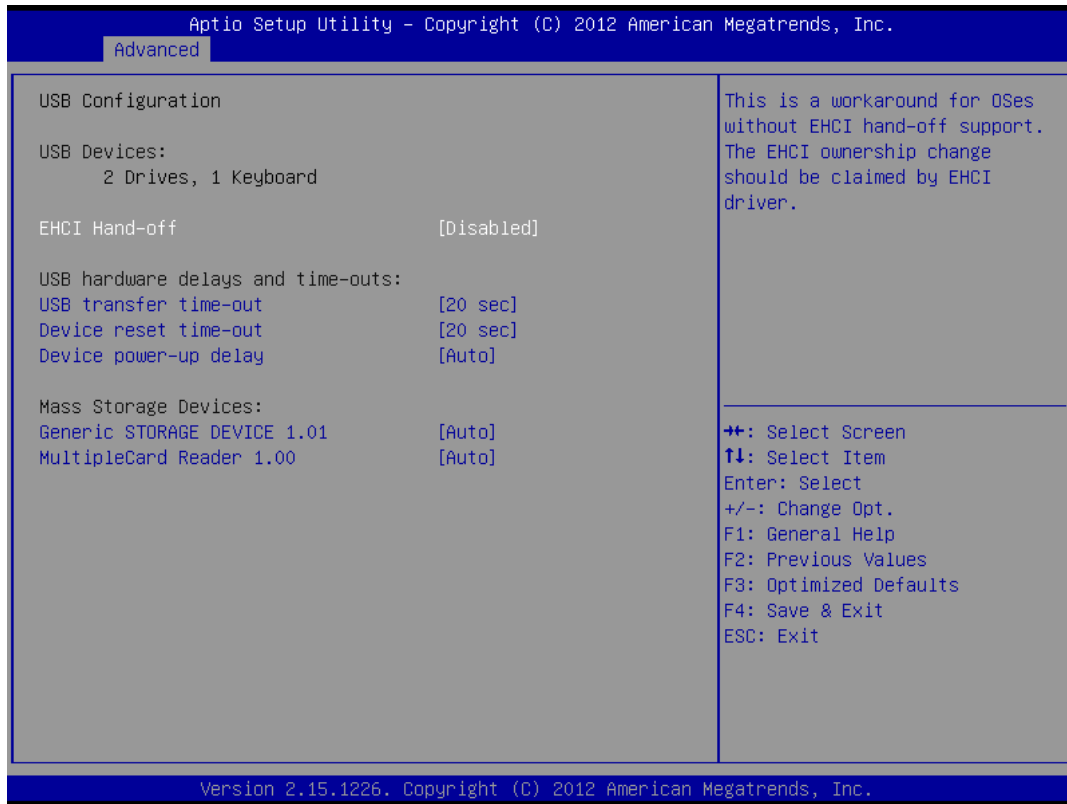 Aptio Setup Utility – Copyright (C) 2012 American Megatrends, Inc.
Advanced
USB Configuration
USB Devices:
2 Drives, 1 Keyboard
EHCI Hand-off [Disabled]
USB hardware delays and time-outs:
USB transfer time-out [20 sec]
Device reset time-out [20 sec]
Device power-up delay [Auto]
Mass Storage Devices:
Generic STORAGE DEVICE 1.01 [Auto]
MultipleCard Reader 1.00 [Auto]
This is a workaround for OSes
without EHCI hand-off support.
The EHCI ownership change
should be claimed by EHCI
driver.
→←: Select Screen
↑↓: Select Item
Enter: Select
+/-: Change Opt.
F1: General Help
F2: Previous Values
F3: Optimized Defaults
F4: Save & Exit
ESC: Exit
Version 2.15.1226. Copyright (C) 2012 American Megatrends, Inc.